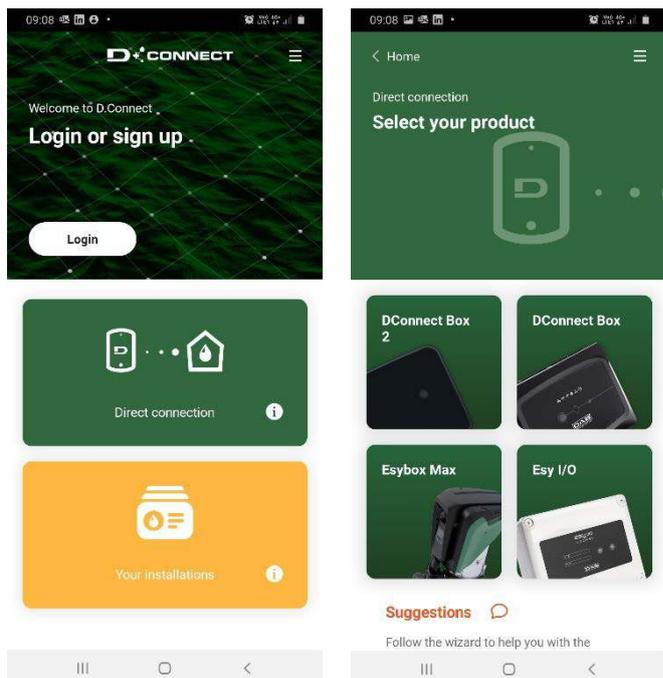 09:08
D CONNECT
Welcome to D.Connect
Login or sign up
Login
Direct connection
i
Your installations
i
09:08
Home
Direct connection
Select your product
D
DConnect Box
2
DConnect Box
DAB
Esybox Max
Esy I/O
DAB
Suggestions
Follow the wizard to help you with the